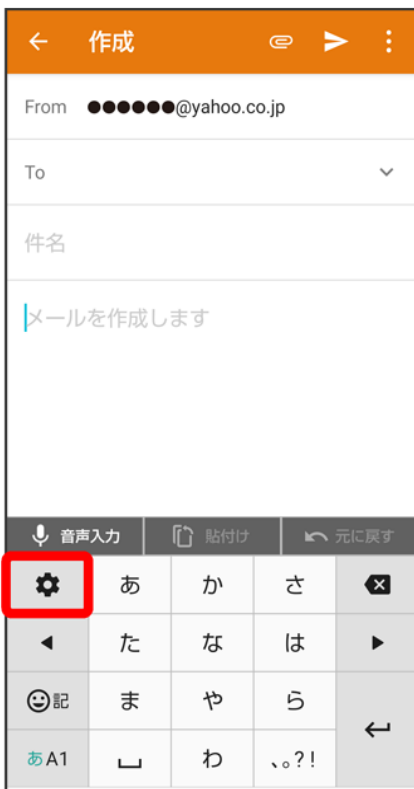 作成
From ●●●●●●@yahoo.co.jp
To
件名
メールを作成します
音声入力 貼付け 元に戻す
あ か さ
た な は
記 ま や ら
あA1 わ 、。?!